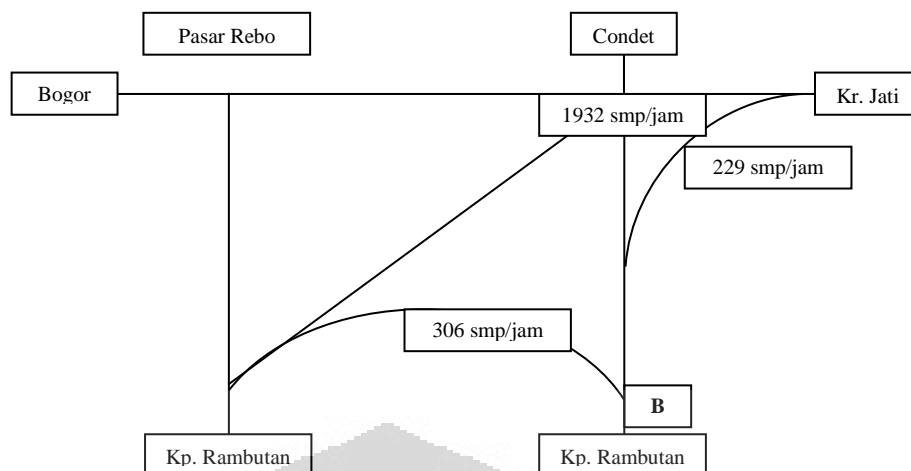 Pasar Rebo
Condet
Bogor
Kr. Jati
1932 smp/jam
229 smp/jam
306 smp/jam
B
Kp. Rambutan
Kp. Rambutan